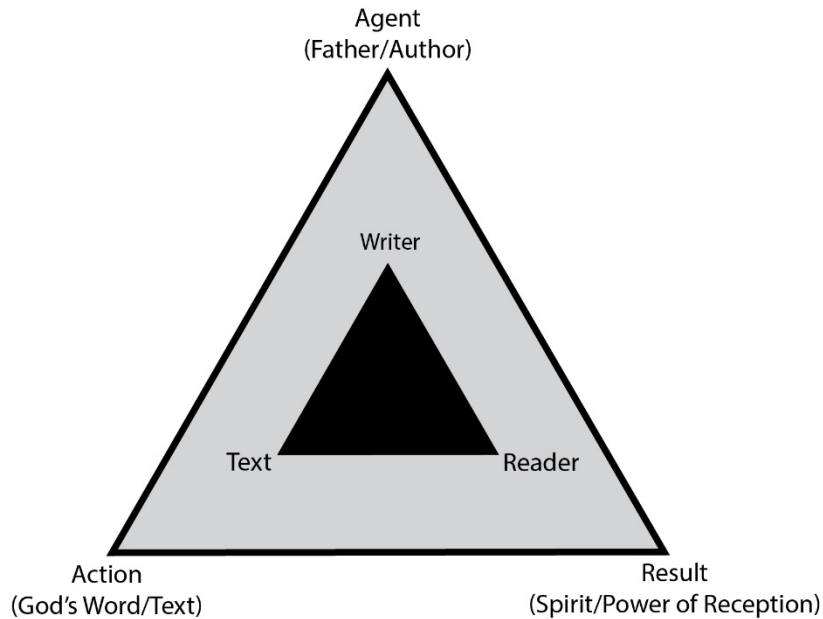 Agent
(Father/Author)
Writer
Text
Reader
Action
(God’s Word/Text)
Result
(Spirit/Power of Reception)